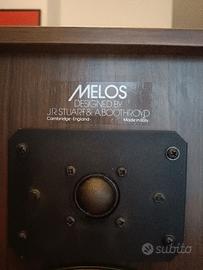 MELOS
DESIGNED BY
J.R. STUART & A. BOOTHROYD
Cambridge - England Made in Italy
subito